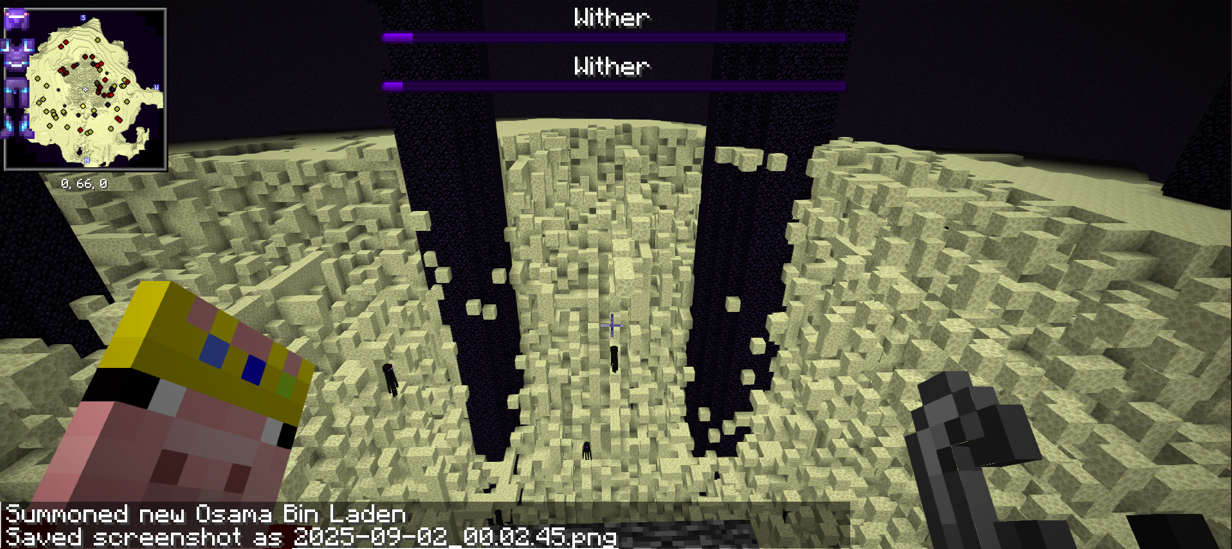 Wither
Wither
S
W
N
0, 66, 0
Summoned new Osama Bin Laden
Saved screenshot as 2025-09-02_00.02.45.png